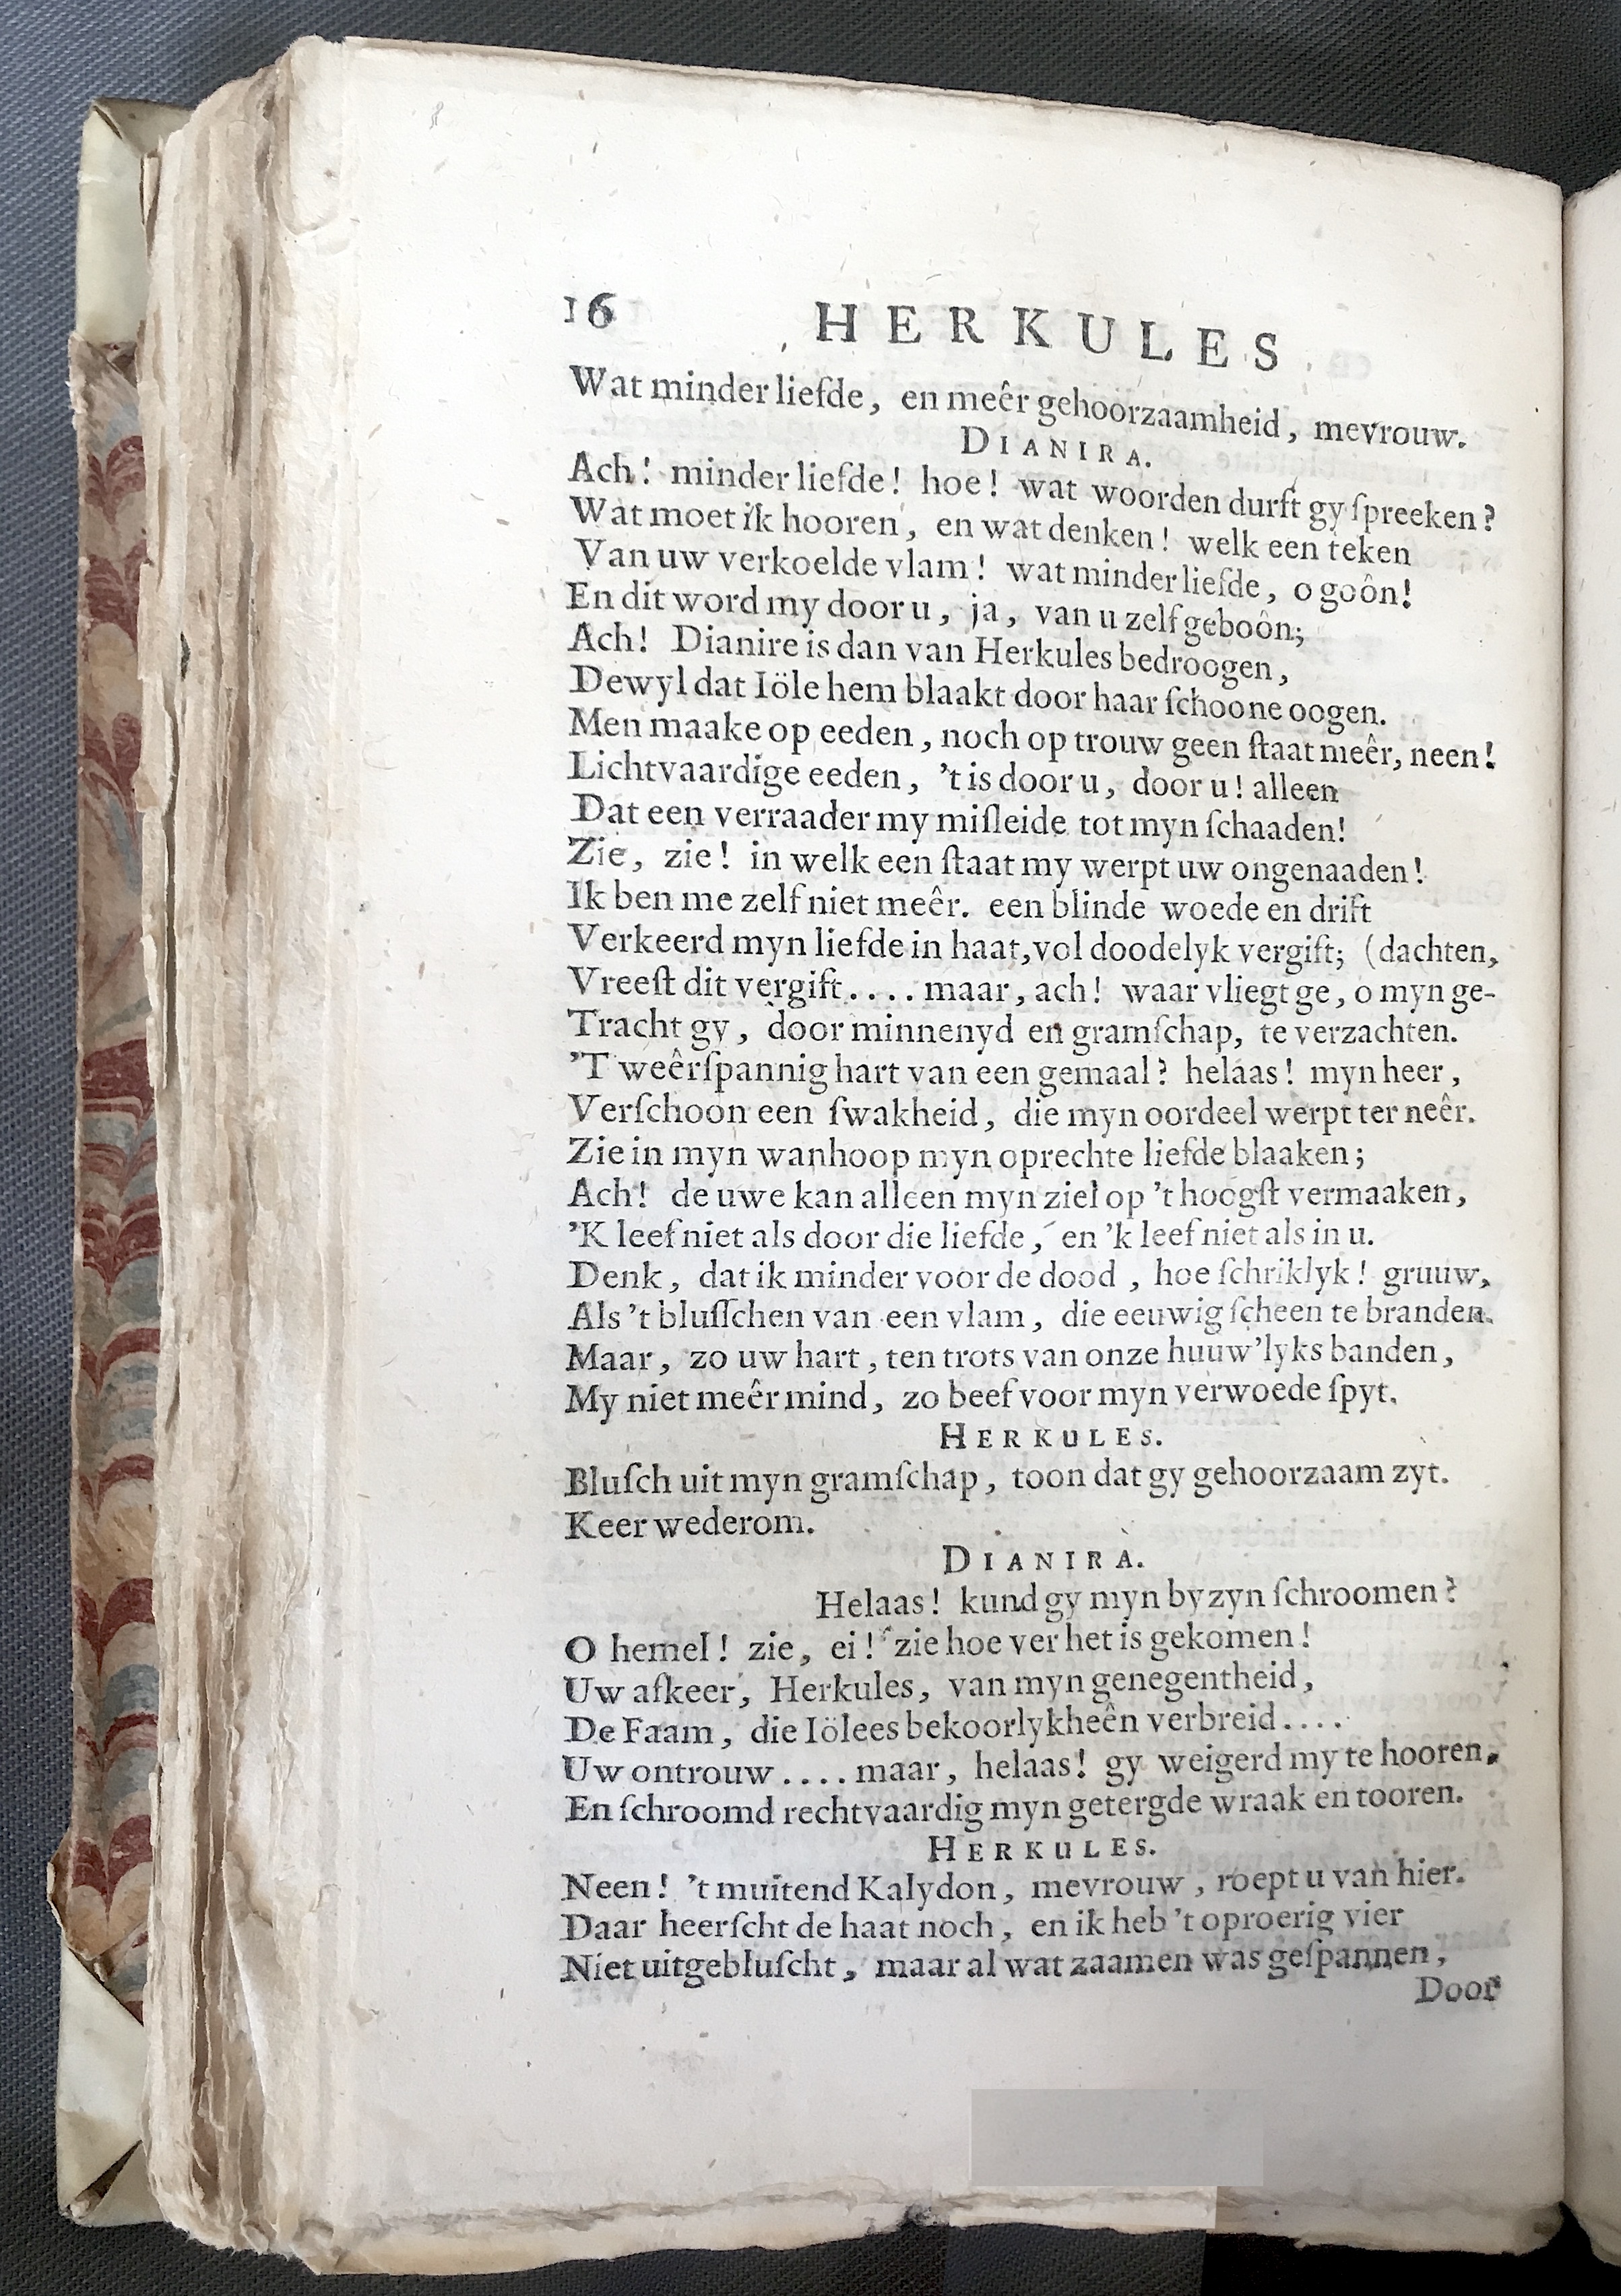 16 HERKULES
Wat minder liefde, en meêr gehoorzaamheid, mevrouw.
DIANIRA.
Ach! minder liefde! hoe! wat woorden durft gy ſpreeken?
Wat moet ik hooren, en wat denken! welk een teken
Van uw verkoelde vlam! wat minder liefde, o goôn!
En dit word my door u, ja, van u zelf geboôn;
Ach! Dianire is dan van Herkules bedroogen,
Dewyl dat Iöle hem blaakt door haar ſchoone oogen.
Men maake op eeden, noch op trouw geen ſtaat meêr, neen!
Lichtvaardige eeden, 't is door u, door u! alleen
Dat een verraader my miſleide tot myn ſchaaden!
Zie, zie! in welk een ſtaat my werpt uw ongenaaden!
Ik ben me zelf niet meêr. een blinde woede en drift
Verkeerd myn liefde in haat, vol doodelyk vergift; (dachten,
Vreeſt dit vergift.... maar, ach! waar vliegt ge, o myn ge-
Tracht gy, door minnenyd en gramſchap, te verzachten.
'T weêrſpannig hart van een gemaal? helaas! myn heer,
Verſchoon een ſwakheid, die myn oordeel werpt ter neêr.
Zie in myn wanhoop myn oprechte liefde blaaken;
Ach! de uwe kan alleen myn ziel op 't hoogſt vermaaken,
'K leef niet als door die liefde, en 'k leef niet als in u.
Denk, dat ik minder voor de dood, hoe ſchriklyk! gruuw,
Als 't bluſſchen van een vlam, die eeuwig ſcheen te branden.
Maar, zo uw hart, ten trots van onze huuw'lyks banden,
My niet meêr mind, zo beef voor myn verwoede ſpyt.
HERKULES.
Bluſch uit myn gramſchap, toon dat gy gehoorzaam zyt.
Keer wederom.
DIANIRA.
Helaas! kund gy myn byzyn ſchroomen?
O hemel! zie, ei! zie hoe ver het is gekomen!
Uw afkeer, Herkules, van myn genegentheid,
De Faam, die Iölees bekoorlykheên verbreid....
Uw ontrouw.... maar, helaas! gy weigerd my te hooren,
En ſchroomd rechtvaardig myn getergde wraak en tooren.
HERKULES.
Neen! 't muitend Kalydon, mevrouw, roept u van hier.
Daar heerſcht de haat noch, en ik heb 't oproerig vier
Niet uitgebluſcht, maar al wat zaamen was geſpannen,
Door